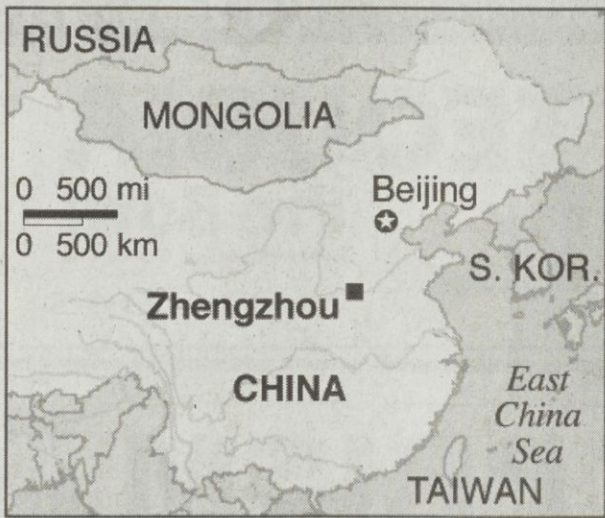 RUSSIA
MONGOLIA
0 500 mi
0 500 km
Beijing
S. KOR.
Zhengzhou
CHINA
East
China
Sea
TAIWAN